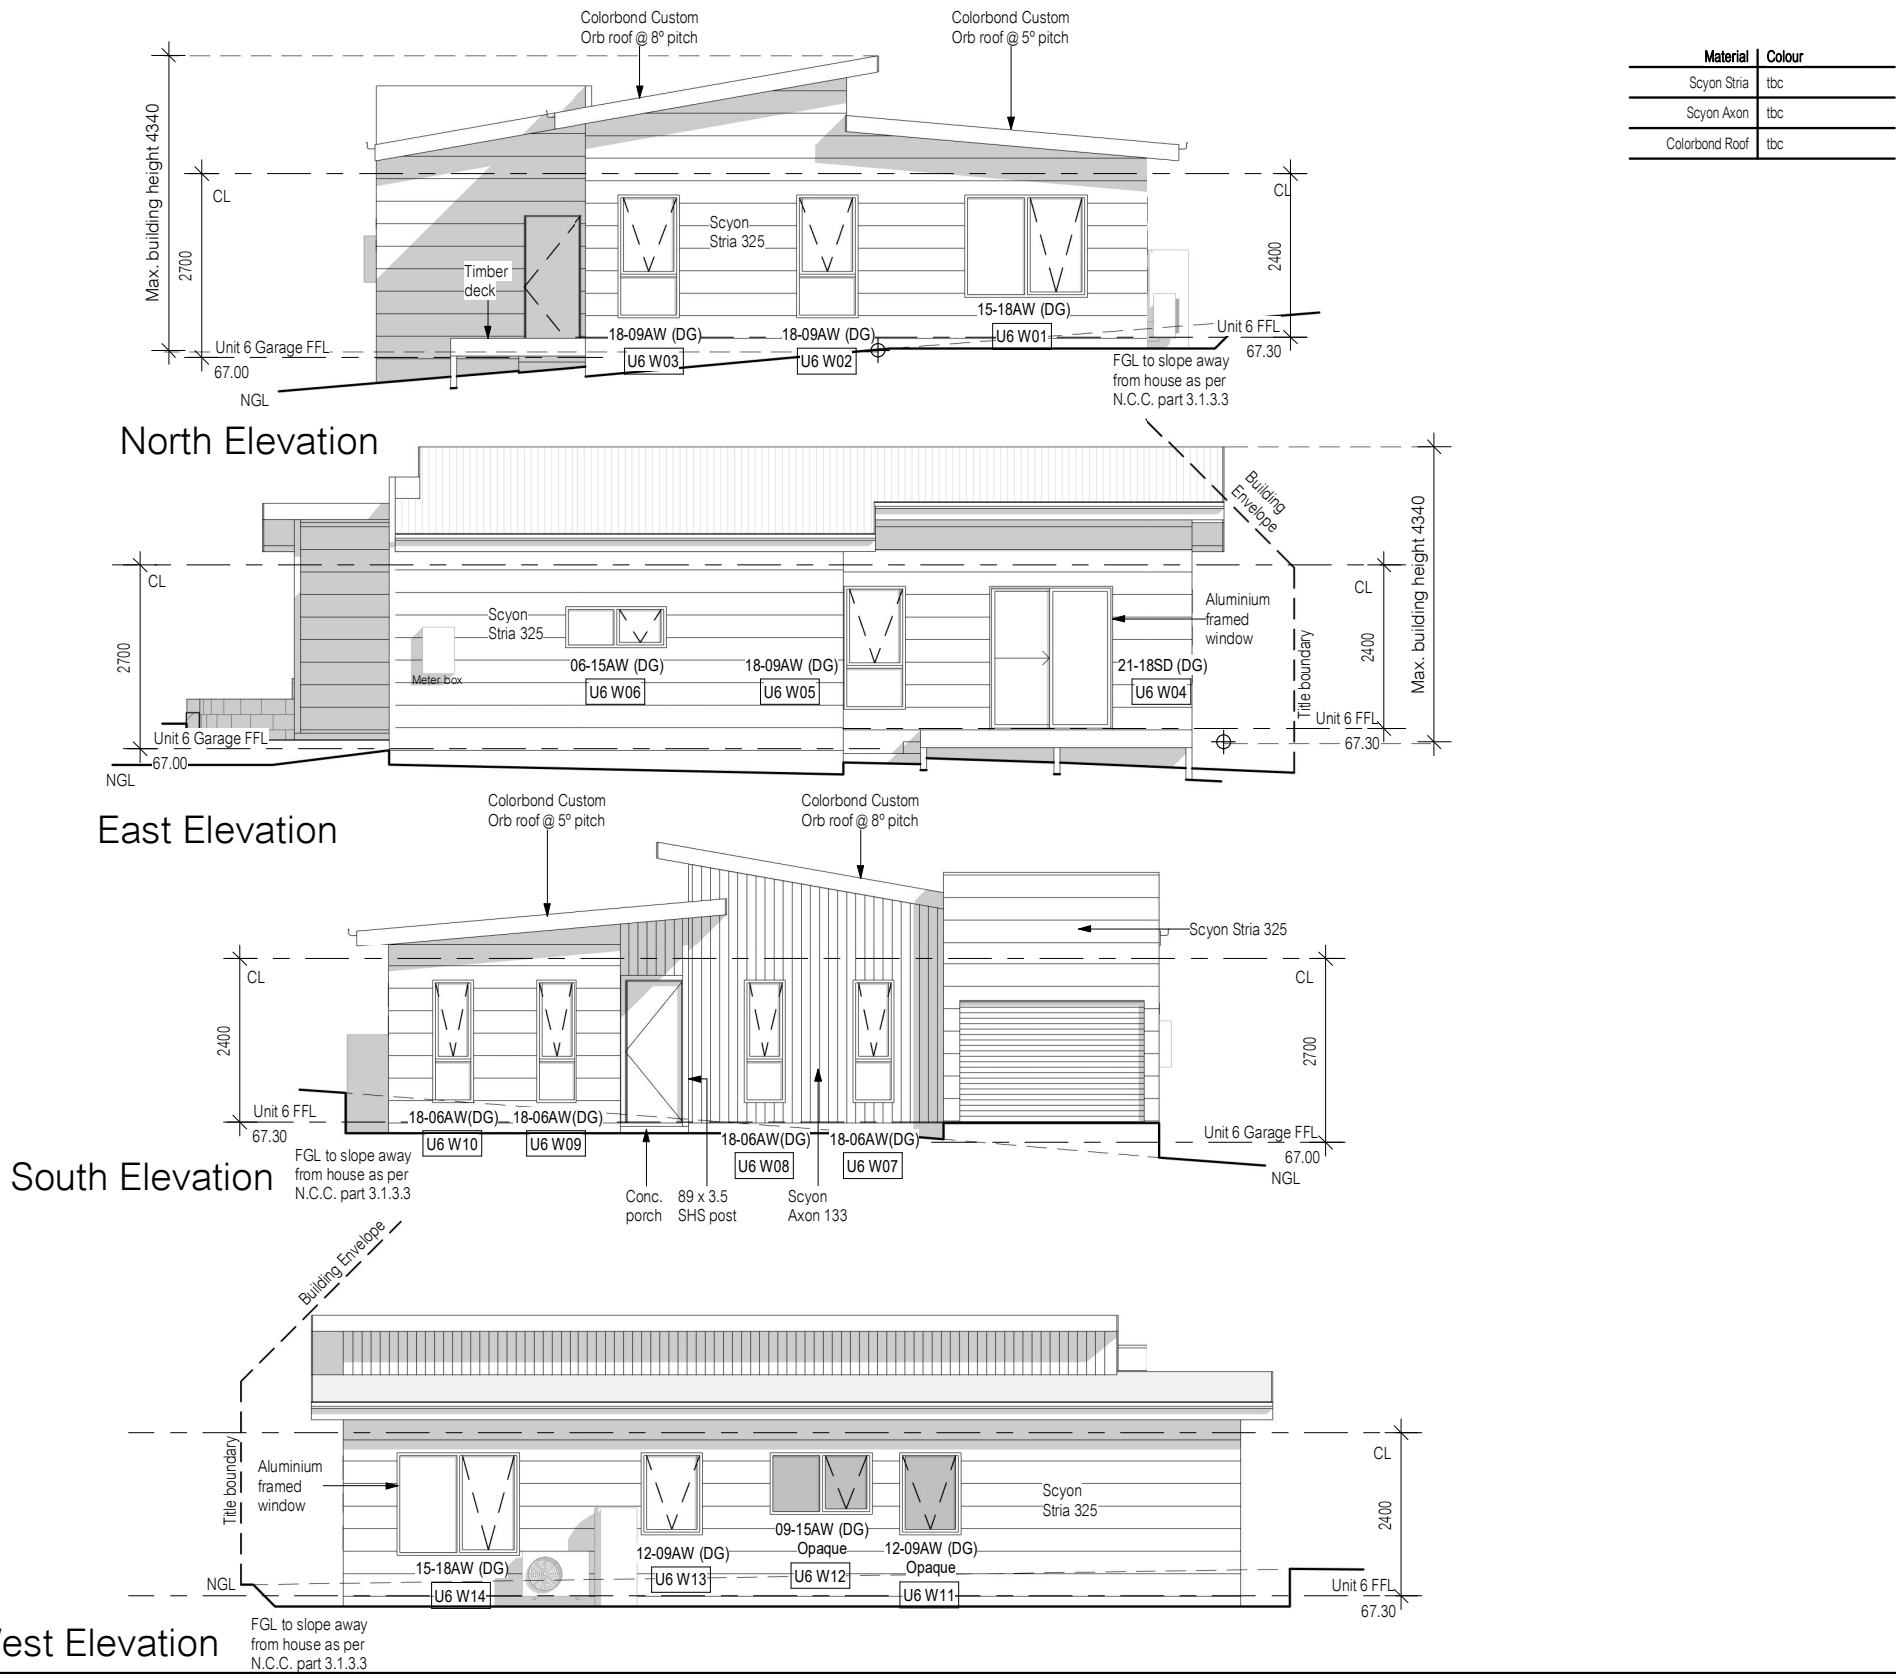 Colorbond Custom
Orb roof @ 8º pitch
Colorbond Custom
Orb roof @ 5º pitch
Material Colour
Scyon Stria tbc
Scyon Axon tbc
Colorbond Roof tbc
Max. building height 4340
2700
CL
Scyon
Stria 325
Timber
deck
CL
2400
15-18AW (DG)
U6 W01
18-09AW (DG)
U6 W03
18-09AW (DG)
U6 W02
Unit 6 Garage FFL
67.00
NGL
Unit 6 FFL
67.30
FGL to slope away
from house as per
N.C.C. part 3.1.3.3
North Elevation
Building
Envelope
CL
2700
Scyon
Stria 325
Meter box
06-15AW (DG)
U6 W06
18-09AW (DG)
U6 W05
Aluminium
framed
window
21-18SD (DG)
U6 W04
Title boundary
CL
2400
Max. building height 4340
Unit 6 FFL
67.30
Unit 6 Garage FFL
67.00
NGL
East Elevation
Colorbond Custom
Orb roof @ 5º pitch
Colorbond Custom
Orb roof @ 8º pitch
Scyon Stria 325
CL
2400
CL
2700
Unit 6 FFL
67.30
18-06AW(DG)
U6 W10
18-06AW(DG)
U6 W09
18-06AW(DG)
U6 W08
18-06AW(DG)
U6 W07
Unit 6 Garage FFL
67.00
NGL
FGL to slope away
from house as per
N.C.C. part 3.1.3.3
Conc.
porch
89 x 3.5
SHS post
Scyon
Axon 133
South Elevation
Building Envelope
Title boundary
Aluminium
framed
window
NGL
15-18AW (DG)
U6 W14
12-09AW (DG)
U6 W13
09-15AW (DG)
Opaque
U6 W12
12-09AW (DG)
Opaque
U6 W11
Scyon
Stria 325
CL
2400
Unit 6 FFL
67.30
FGL to slope away
from house as per
N.C.C. part 3.1.3.3
est Elevation